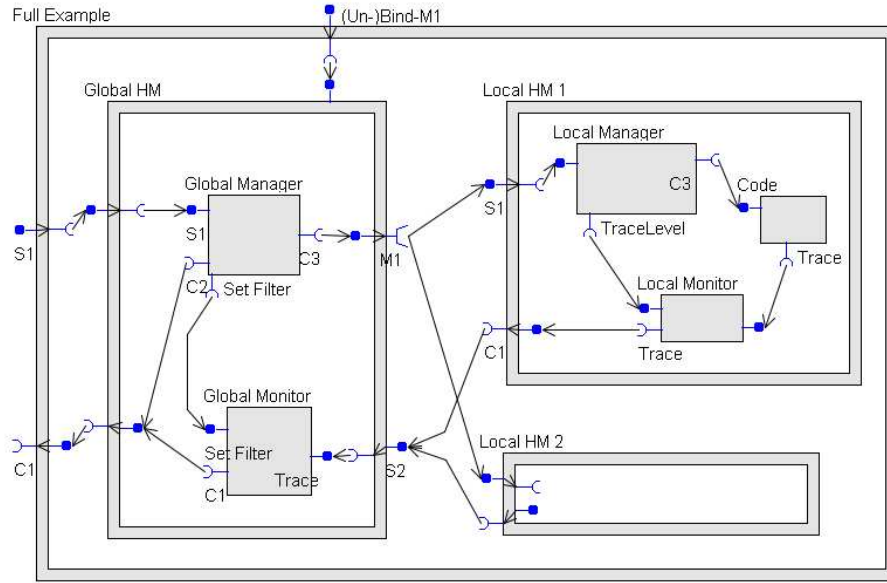 Full Example
(Un-)Bind-M1
Global HM
Local HM 1
Local Manager
C3
Code
Global Manager
S1
S1
S1
TraceLevel
Trace
C3
M1
C2
Set Filter
Local Monitor
C1
Trace
Global Monitor
Local HM 2
Set Filter
C1
S2
Trace
C1